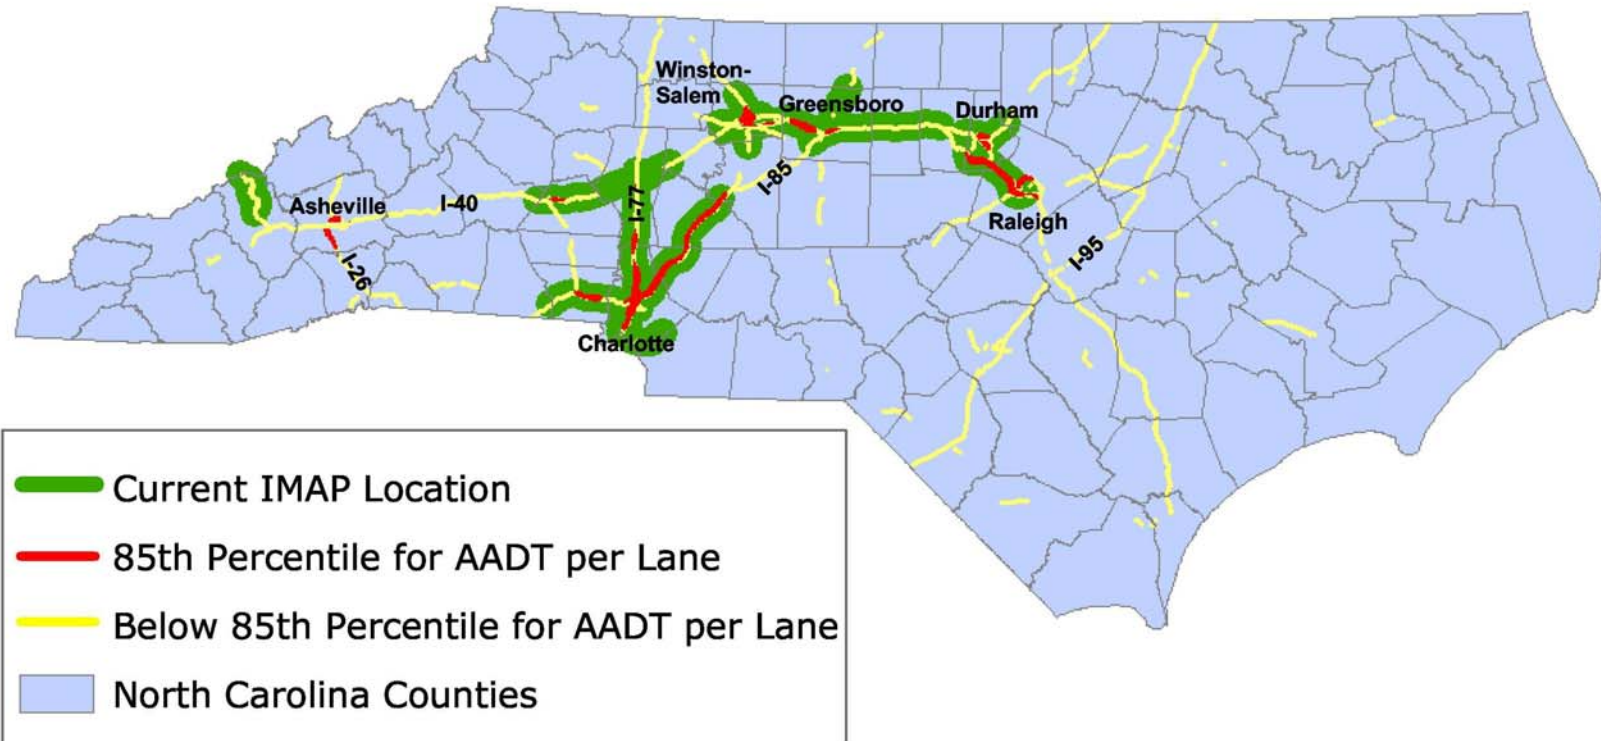 Winston-
Salem
Greensboro
Durham
I-85
Asheville
I-40
I-77
Raleigh
I-26
I-95
Charlotte
Current IMAP Location
85th Percentile for AADT per Lane
Below 85th Percentile for AADT per Lane
North Carolina Counties